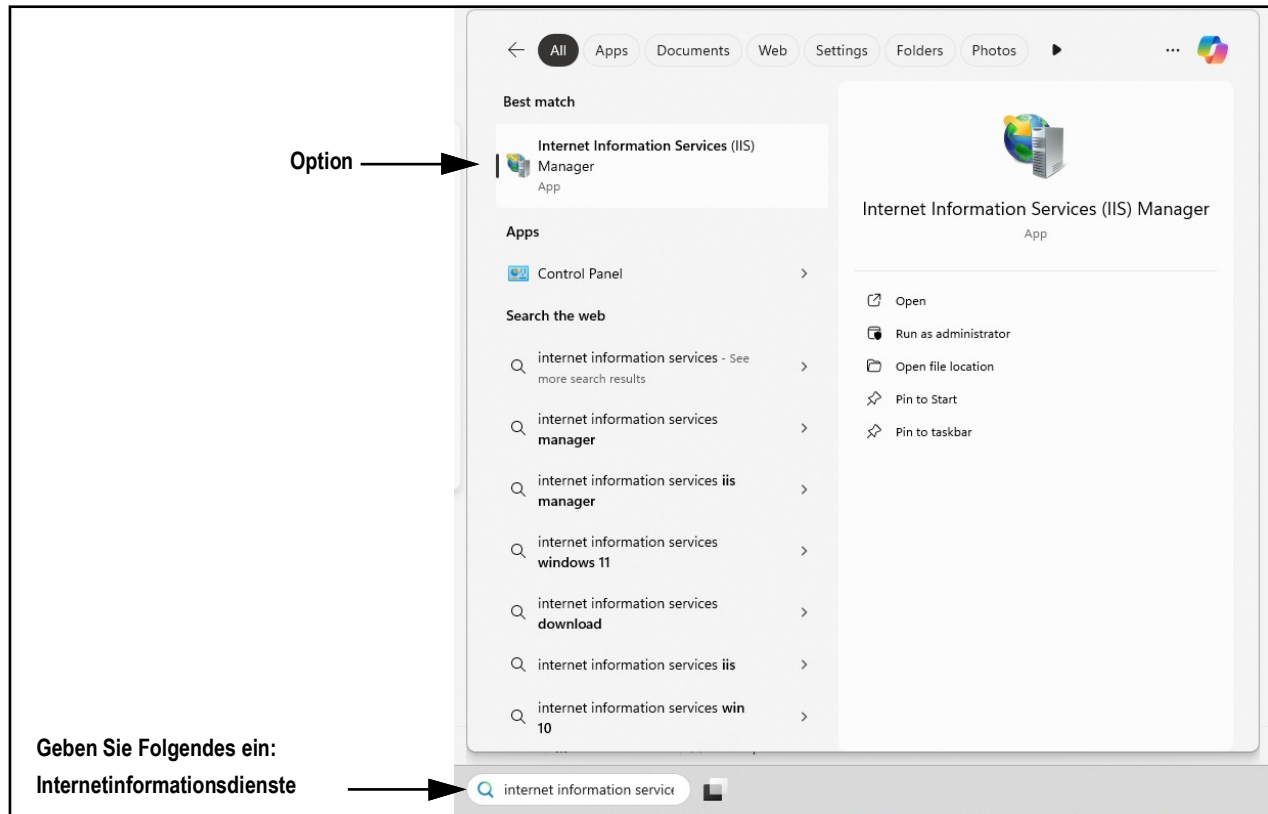 All
Apps
Documents
Web
Settings
Folders
Photos
...
Best match
Option
Internet Information Services (IIS)
Manager
App
Apps
Control Panel
Search the web
internet information services - See
more search results
internet information services
manager
internet information services iis
manager
internet information services
windows 11
internet information services
download
internet information services iis
internet information services win
10
Internet Information Services (IIS) Manager
App
Open
Run as administrator
Open file location
Pin to Start
Pin to taskbar
Geben Sie Folgendes ein:
Internetinformationsdienste
internet information service